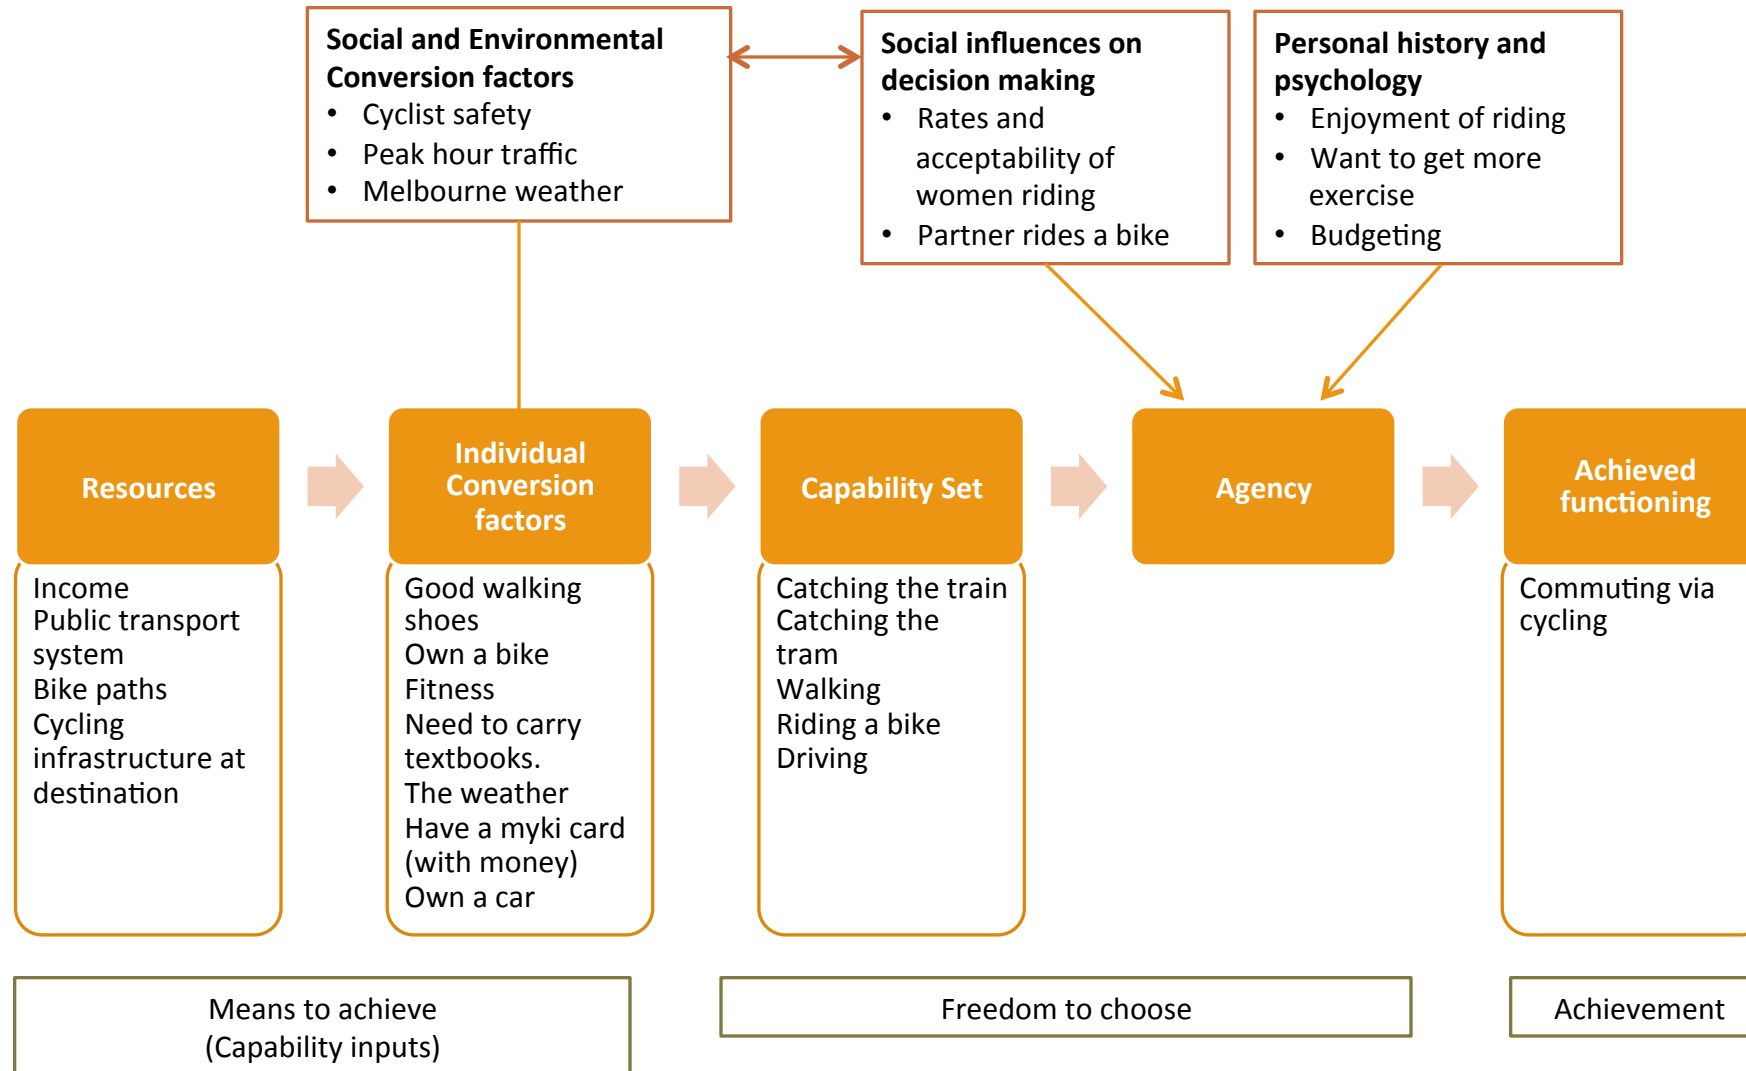 Social and Environmental
Conversion factors
• Cyclist safety
• Peak hour traffic
• Melbourne weather
Social influences on
decision making
• Rates and
acceptability of
women riding
• Partner rides a bike
Personal history and
psychology
• Enjoyment of riding
• Want to get more
exercise
• Budgeting
Resources
Income
Public transport
system
Bike paths
Cycling
infrastructure at
destination
Individual
Conversion
factors
Good walking
shoes
Own a bike
Fitness
Need to carry
textbooks.
The weather
Have a myki card
(with money)
Own a car
Capability Set
Catching the train
Catching the
tram
Walking
Riding a bike
Driving
Agency
Achieved
functioning
Commuting via
cycling
Means to achieve
(Capability inputs)
Freedom to choose
Achievement